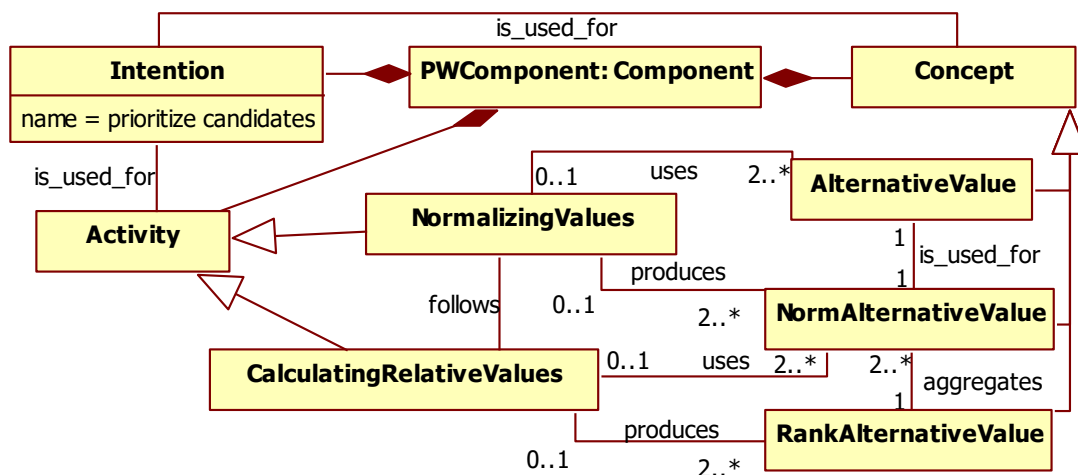 is_used_for
Intention
PWComponent: Component
Concept
name = prioritize candidates
is_used_for
0..1
uses
2..*
AlternativeValue
Activity
NormalizingValues
1
is_used_for
1
produces
0..1
2..*
follows
NormAlternativeValue
CalculatingRelativeValues
0..1
uses
2..*
2..*
aggregates
1
produces
RankAlternativeValue
0..1
2..*